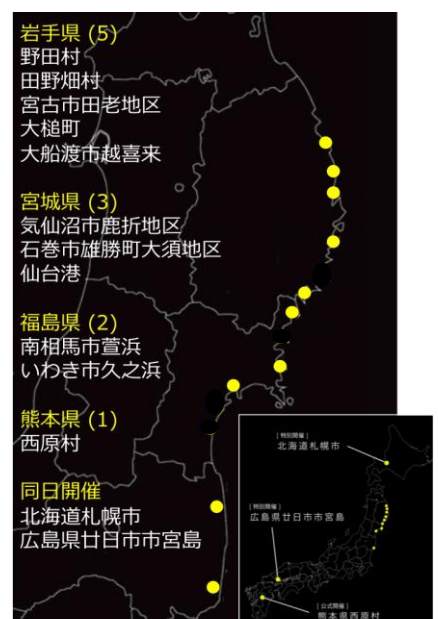 岩手県 (5)
野田村
田野畑村
宮古市田老地区
大槌町
大船渡市越喜来
宮城県 (3)
気仙沼市鹿折地区
石巻市雄勝町大須地区
仙台港
福島県 (2)
南相馬市萱浜
いわき市久之浜
熊本県 (1)
西原村
同日開催
北海道札幌市
広島県廿日市市宮島
[ 特別開催 ]
北海道札幌市
[ 特別開催 ]
広島県廿日市市宮島
[ 公式開催 ]
熊本県西原村